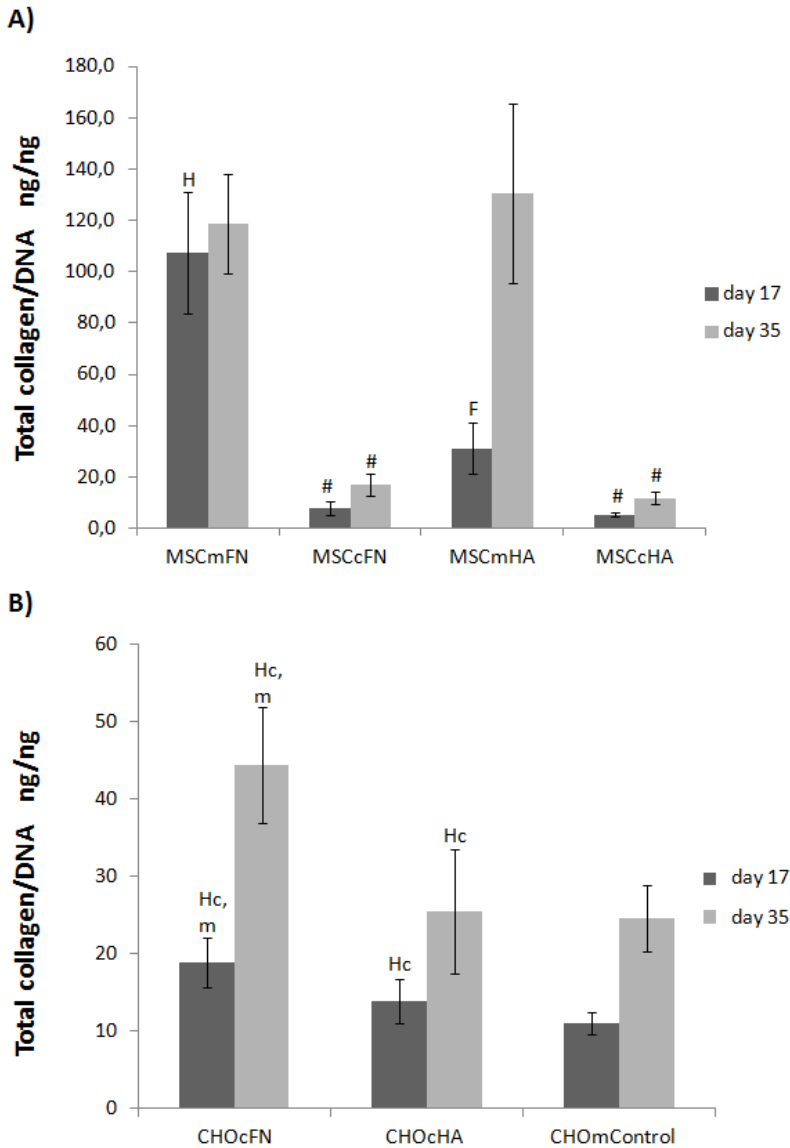 A)
Total collagen/DNA ng/ng
180,0
160,0
140,0
120,0
100,0
80,0
60,0
40,0
20,0
0,0
H
#
#
F
#
#
MSCmFN
MSCcFN
MSCmHA
MSCcHA
day 17
day 35
B)
Total collagen/DNA ng/ng
60
50
40
30
20
10
0
Hc,
m
Hc,
m
Hc
Hc
CHOcFN
CHOcHA
CHOmControl
day 17
day 35